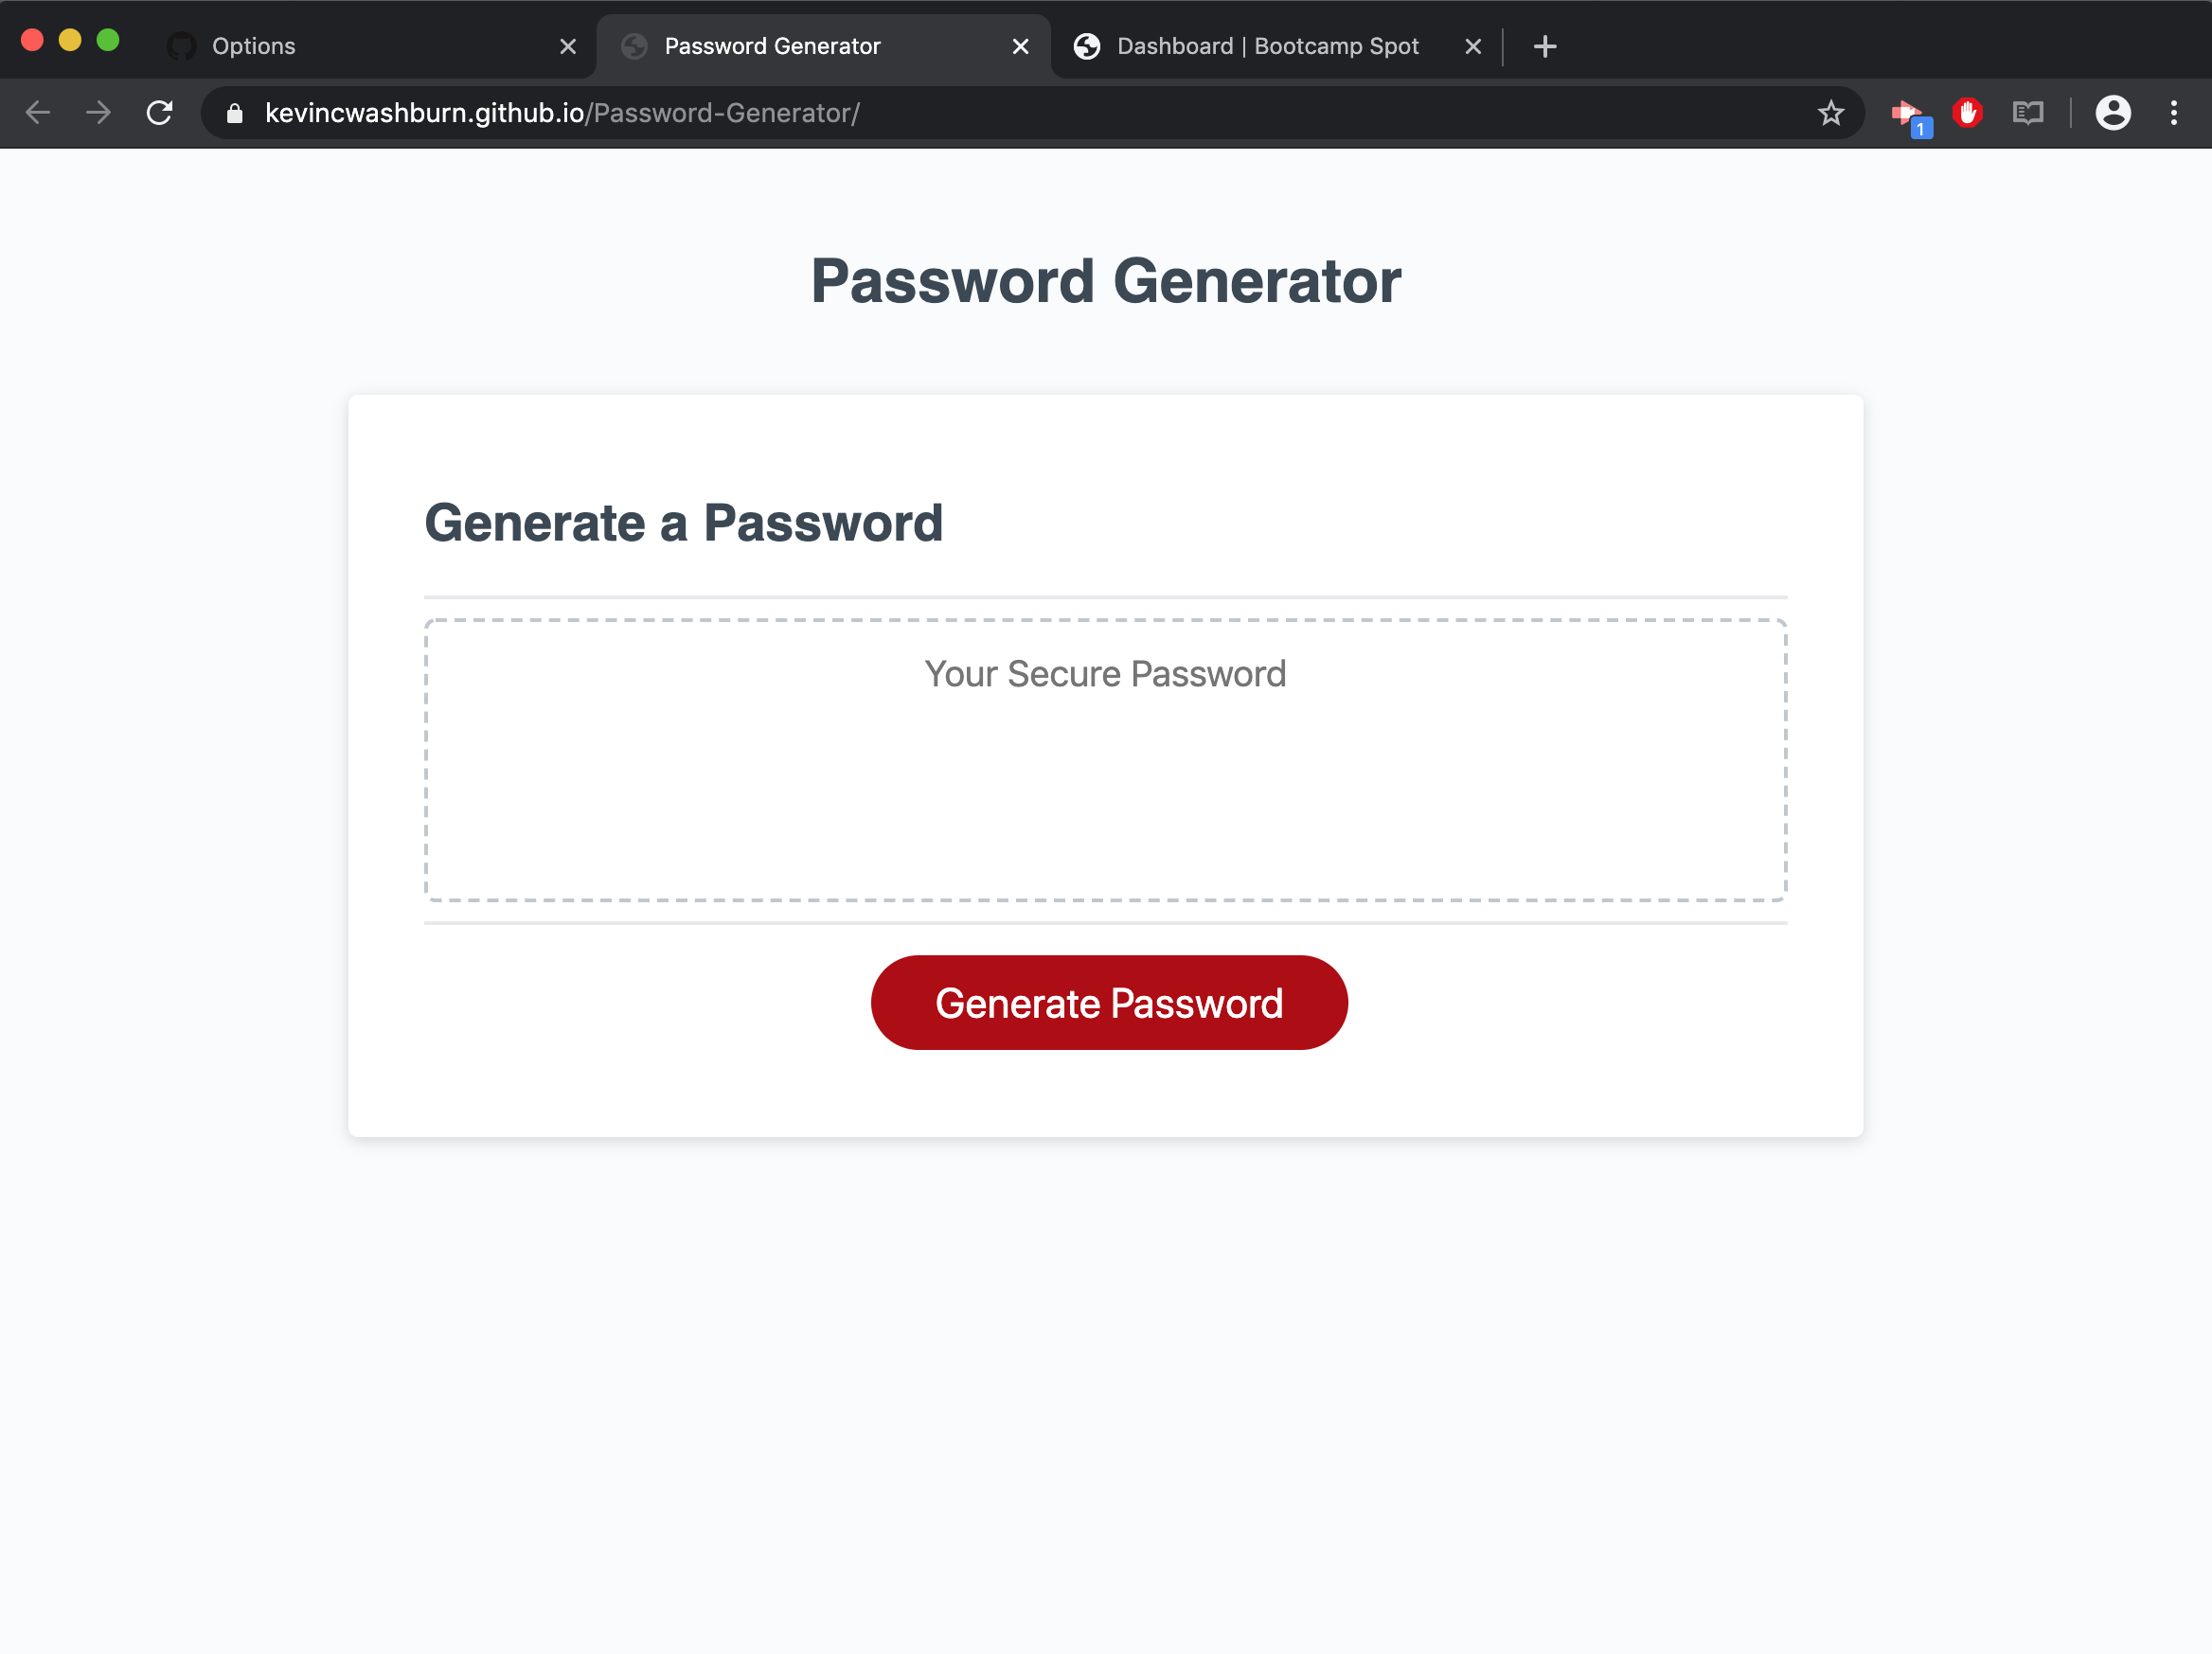 Options
Password Generator
Dashboard | Bootcamp Spot
kevincwashburn.github.io/Password-Generator/
1
Password Generator
Generate a Password
Your Secure Password
Generate Password